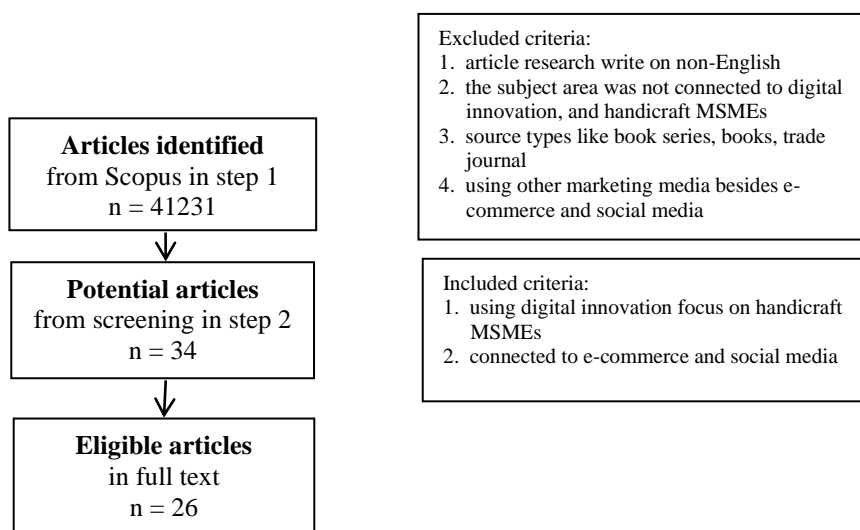 Articles identified
from Scopus in step 1
n = 41231
Potential articles
from screening in step 2
n = 34
Eligible articles
in full text
n = 26
Excluded criteria:
1. article research write on non-English
2. the subject area was not connected to digital
innovation, and handicraft MSMEs
3. source types like book series, books, trade
journal
4. using other marketing media besides e-
commerce and social media
Included criteria:
1. using digital innovation focus on handicraft
MSMEs
2. connected to e-commerce and social media